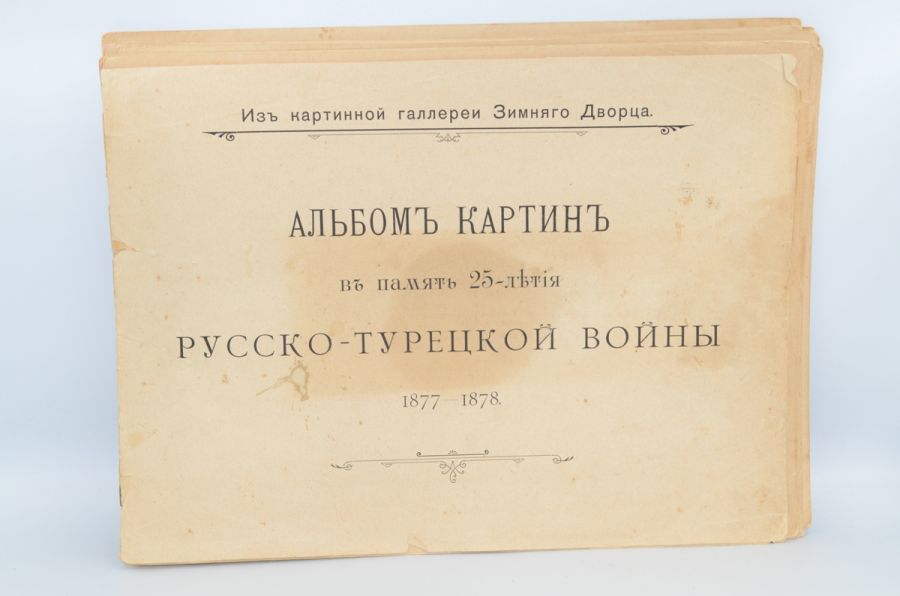 Изъ картинной галлереи Зимняго Дворца.
АЛЬБОМЪ КАРТИНЪ
въ память 25-лѣтія
РУССКО-ТУРЕЦКОЙ ВОЙНЫ
1877—1878.